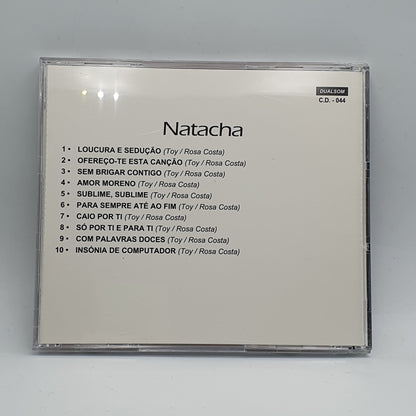 DUALSOM
C.D. - 044
Natacha
1 • LOUCURA E SEDUÇÃO (Toy / Rosa Costa)
2 • OFEREÇO-TE ESTA CANÇÃO (Toy / Rosa Costa)
3 • SEM BRIGAR CONTIGO (Toy / Rosa Costa)
4 • AMOR MORENO (Toy / Rosa Costa)
5 • SUBLIME, SUBLIME (Toy / Rosa Costa)
6 • PARA SEMPRE ATÉ AO FIM (Toy / Rosa Costa)
7 • CAIO POR TI (Toy / Rosa Costa)
8 • SÓ POR TI E PARA TI (Toy / Rosa Costa)
9 • COM PALAVRAS DOCES (Toy / Rosa Costa)
10 • INSÓNIA DE COMPUTADOR (Toy / Rosa Costa)